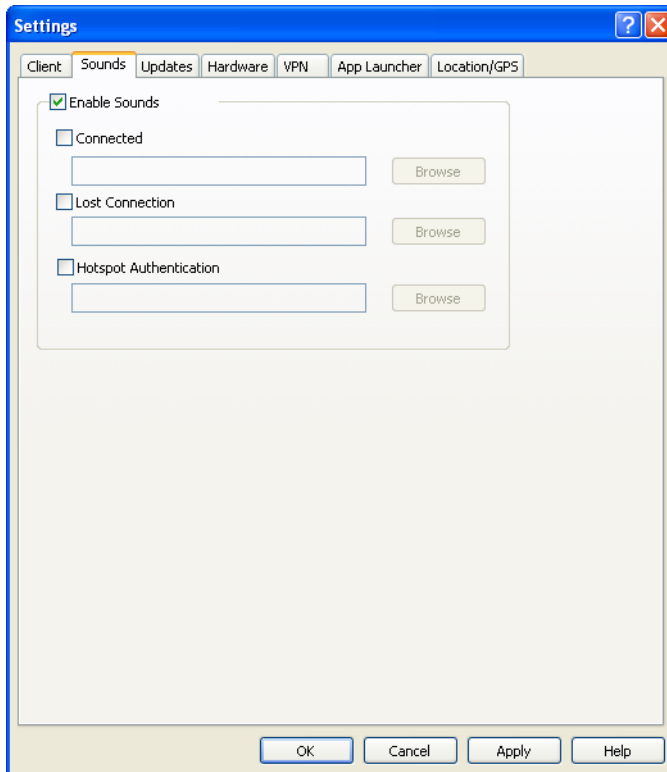 Settings
Client Sounds Updates Hardware VPN App Launcher Location/GPS
Enable Sounds
Connected
Browse
Lost Connection
Browse
Hotspot Authentication
Browse
OK Cancel Apply Help